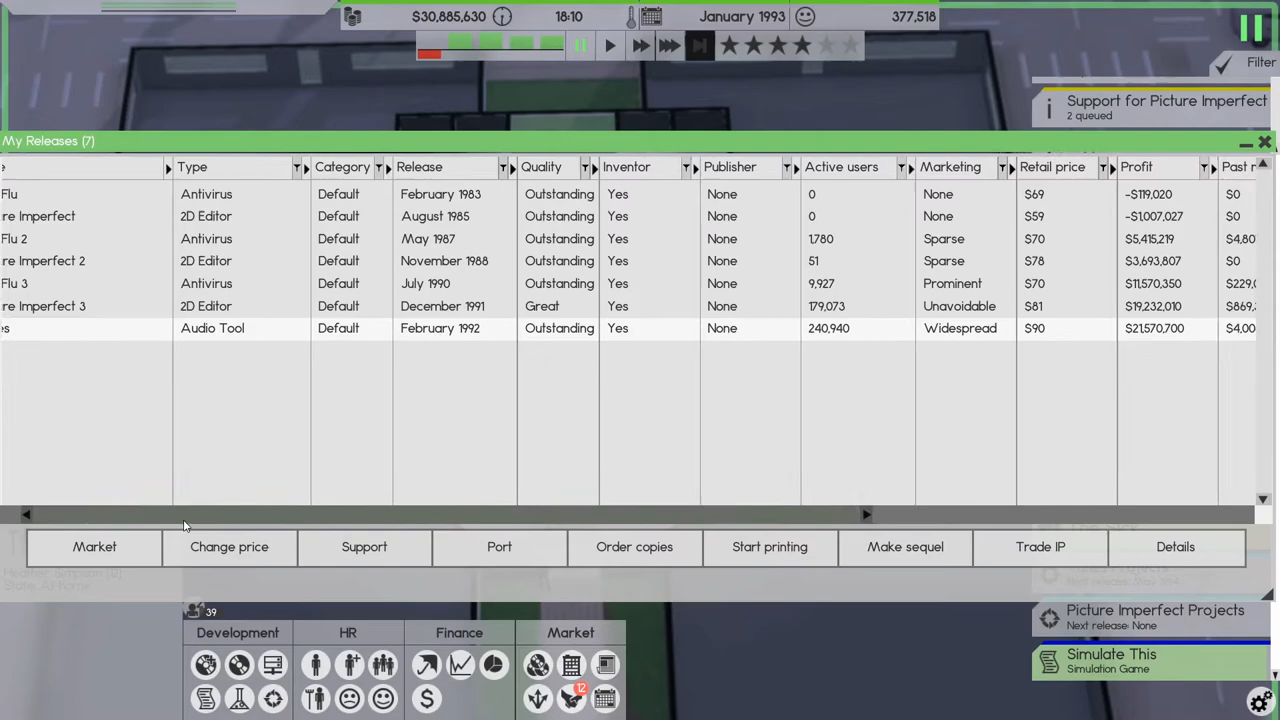 $30,885,630 18:10 January 1993 377,518
Filter
Support for Picture Imperfect
2 queued
My Releases (7)
e Type Category Release Quality Inventor Publisher Active users Marketing Retail price Profit Past r
Flu Antivirus Default February 1983 Outstanding Yes None 0 None $69 -$119,020 $0
re Imperfect 2D Editor Default August 1985 Outstanding Yes None 0 None $59 -$1,007,027 $0
Flu 2 Antivirus Default May 1987 Outstanding Yes None 1,780 Sparse $70 $5,415,219 $4,80
re Imperfect 2 2D Editor Default November 1988 Outstanding Yes None 51 Sparse $78 $3,693,807 $0
Flu 3 Antivirus Default July 1990 Outstanding Yes None 9,927 Prominent $70 $11,570,350 $229,
re Imperfect 3 2D Editor Default December 1991 Great Yes None 179,073 Unavoidable $81 $19,232,010 $869,
es Audio Tool Default February 1992 Outstanding Yes None 240,940 Widespread $90 $21,570,700 $4,00
Market Change price Support Port Order copies Start printing Make sequel Trade IP Details
39
Development HR Finance Market
$ 12
Picture Imperfect Projects
Next release: None
Simulate This
Simulation Game